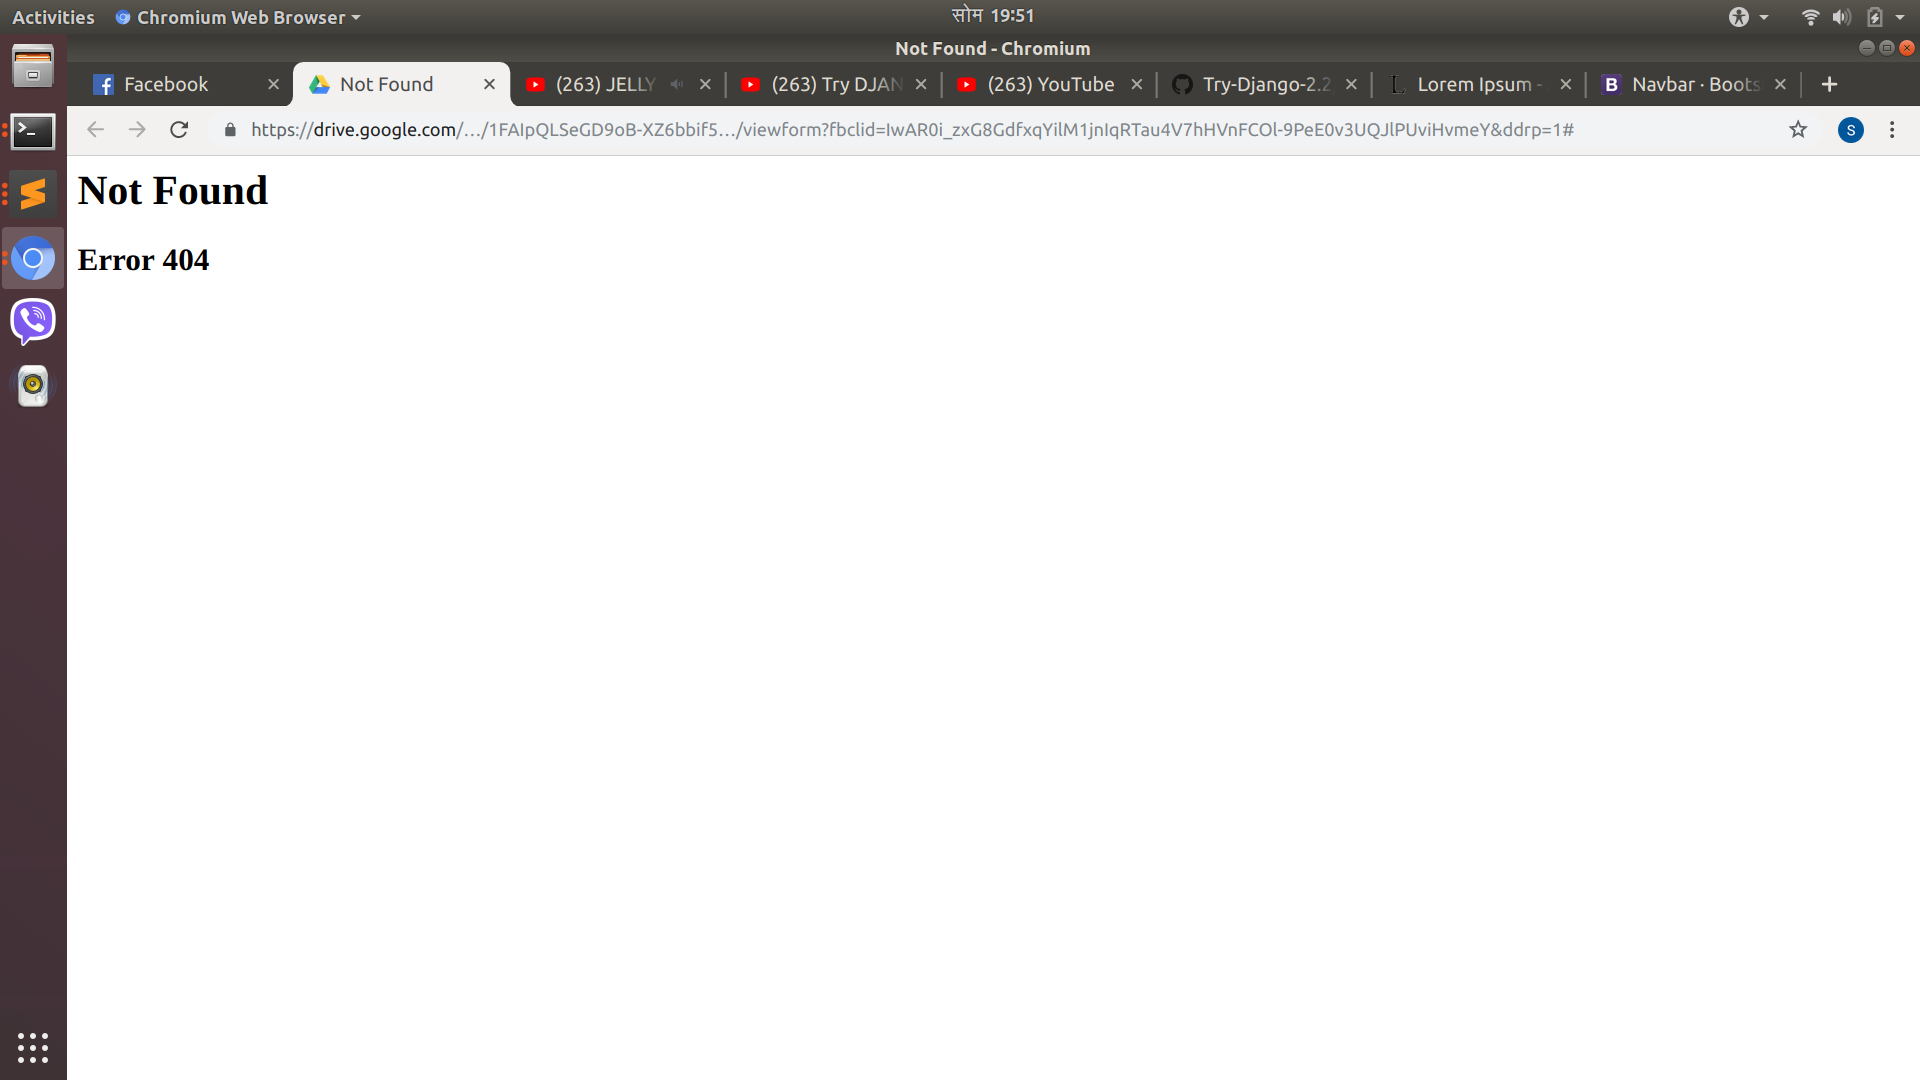 Activities
Chromium Web Browser
सोम 19:51
Not Found - Chromium
Facebook
Not Found
(263) JELLY
(263) Try DJAN
(263) YouTube
Try-Django-2.2
Lorem Ipsum -
Navbar · Boots
https://drive.google.com/…/1FAIpQLSeGD9oB-XZ6bbif5…/viewform?fbclid=IwAR0i_zxG8GdfxqYilM1jnIqRTau4V7hHVnFCOl-9PeE0v3UQJlPUviHvmeY&ddrp=1#
S
Not Found
Error 404